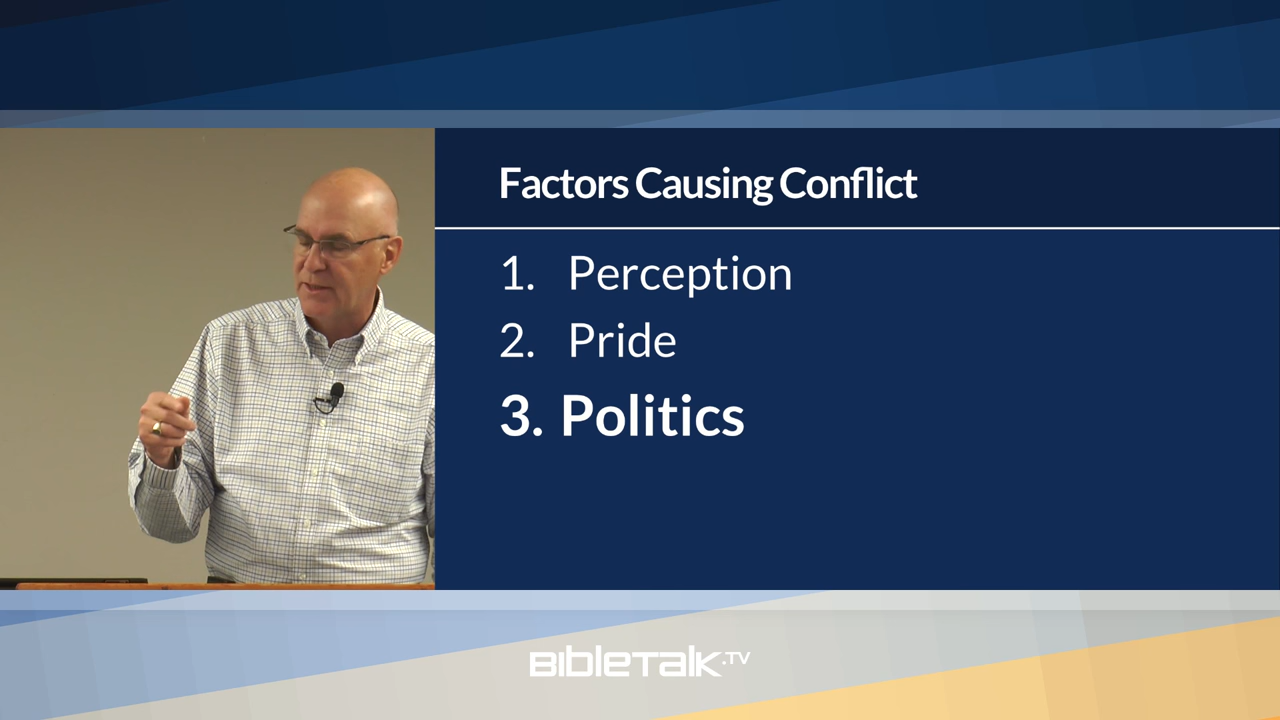 Factors Causing Conflict
1. Perception
2. Pride
3. Politics
BibleTalk.TV